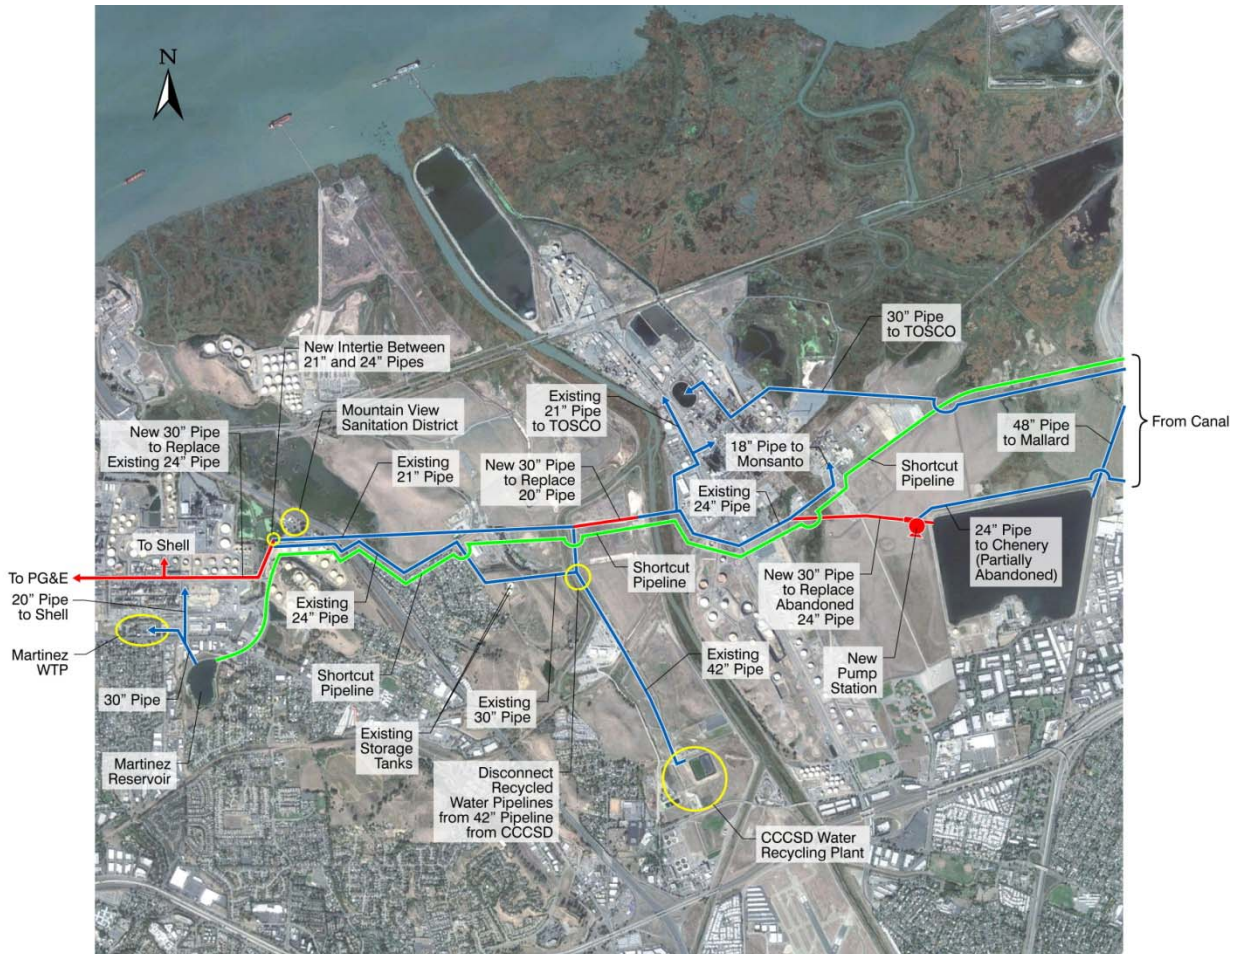 N
30” Pipe
to TOSCO
New Intertie Between
21” and 24” Pipes
Existing
21” Pipe
to TOSCO
Mountain View
Sanitation District
48” Pipe
to Mallard
From Canal
New 30” Pipe
to Replace
Existing 24” Pipe
Existing
21” Pipe
New 30” Pipe
to Replace
20” Pipe
18” Pipe to
Monsanto
Shortcut
Pipeline
Existing
24” Pipe
To Shell
To PG&E
20” Pipe
to Shell
Existing
24” Pipe
Shortcut
Pipeline
New 30” Pipe
to Replace
Abandoned
24” Pipe
24” Pipe
to Chenery
(Partially
Abandoned)
Martinez
WTP
30” Pipe
Shortcut
Pipeline
Existing
30” Pipe
Existing
42” Pipe
New
Pump
Station
Martinez
Reservoir
Existing
Storage
Tanks
Disconnect
Recycled
Water Pipelines
from 42” Pipeline
from CCCSD
CCCSD Water
Recycling Plant